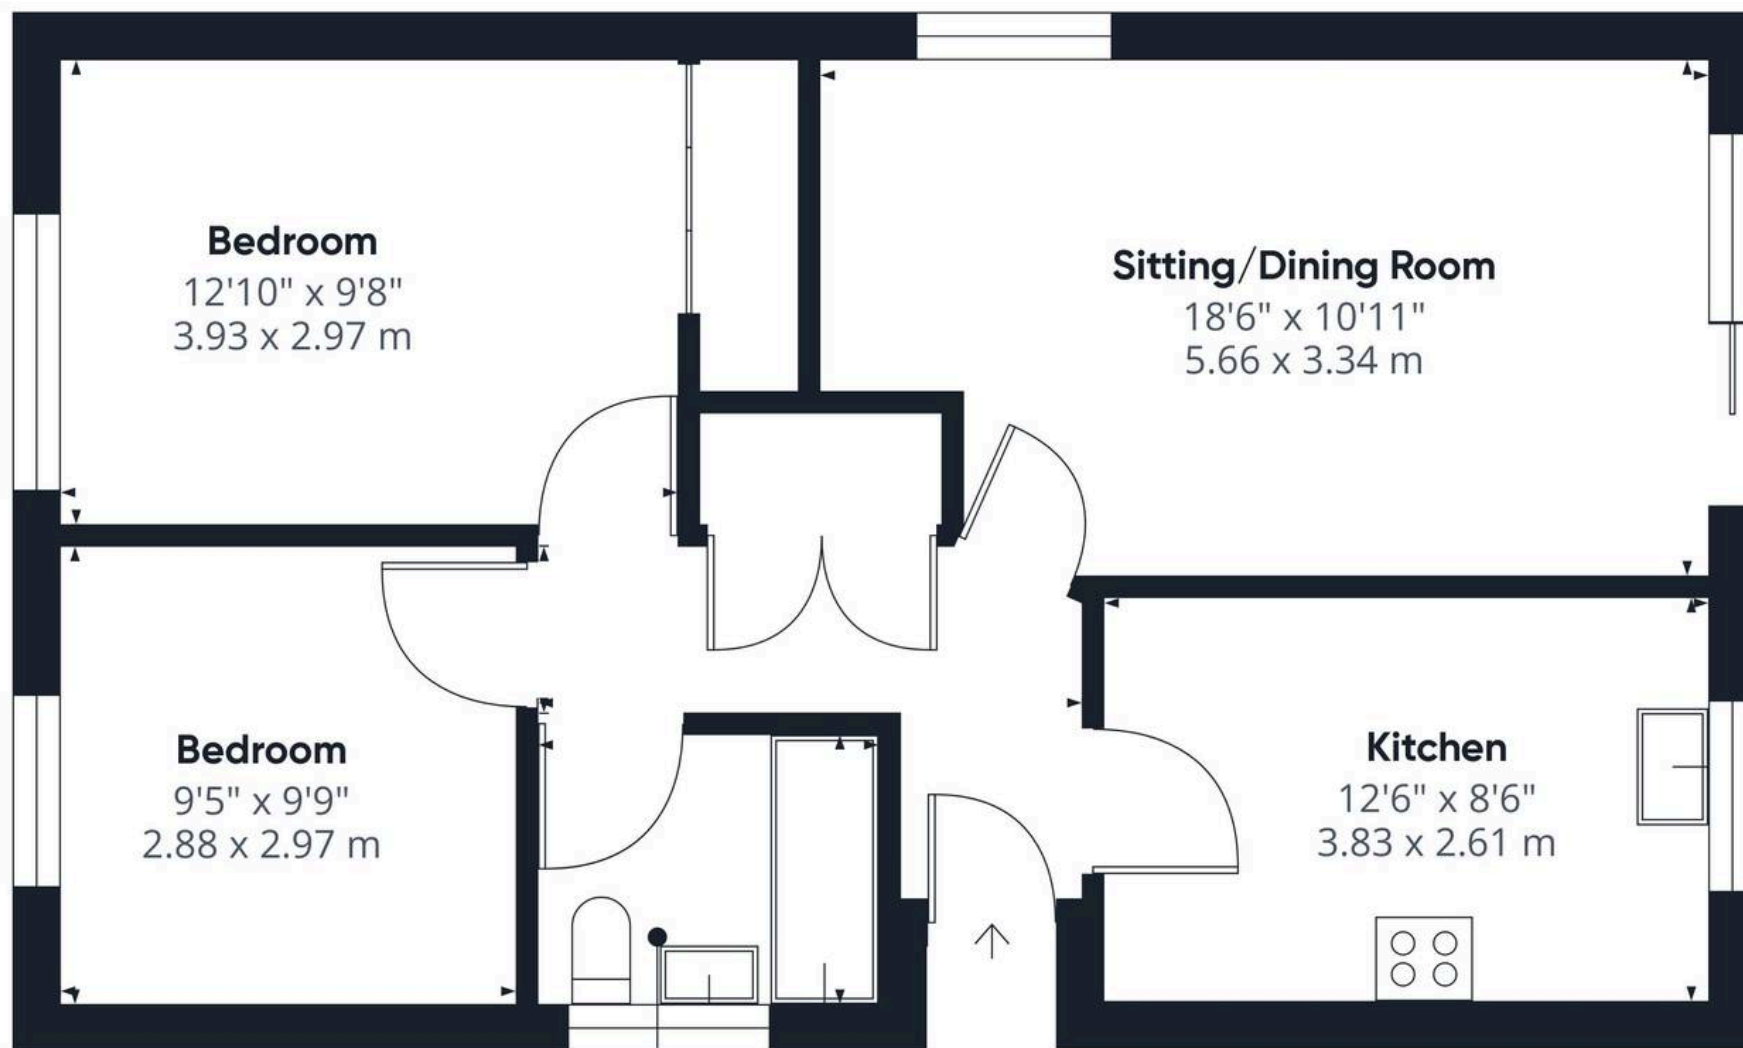 Bedroom
12'10" x 9'8"
3.93 x 2.97 m
Sitting/Dining Room
18'6" x 10'11"
5.66 x 3.34 m
Bedroom
9'5" x 9'9"
2.88 x 2.97 m
Kitchen
12'6" x 8'6"
3.83 x 2.61 m